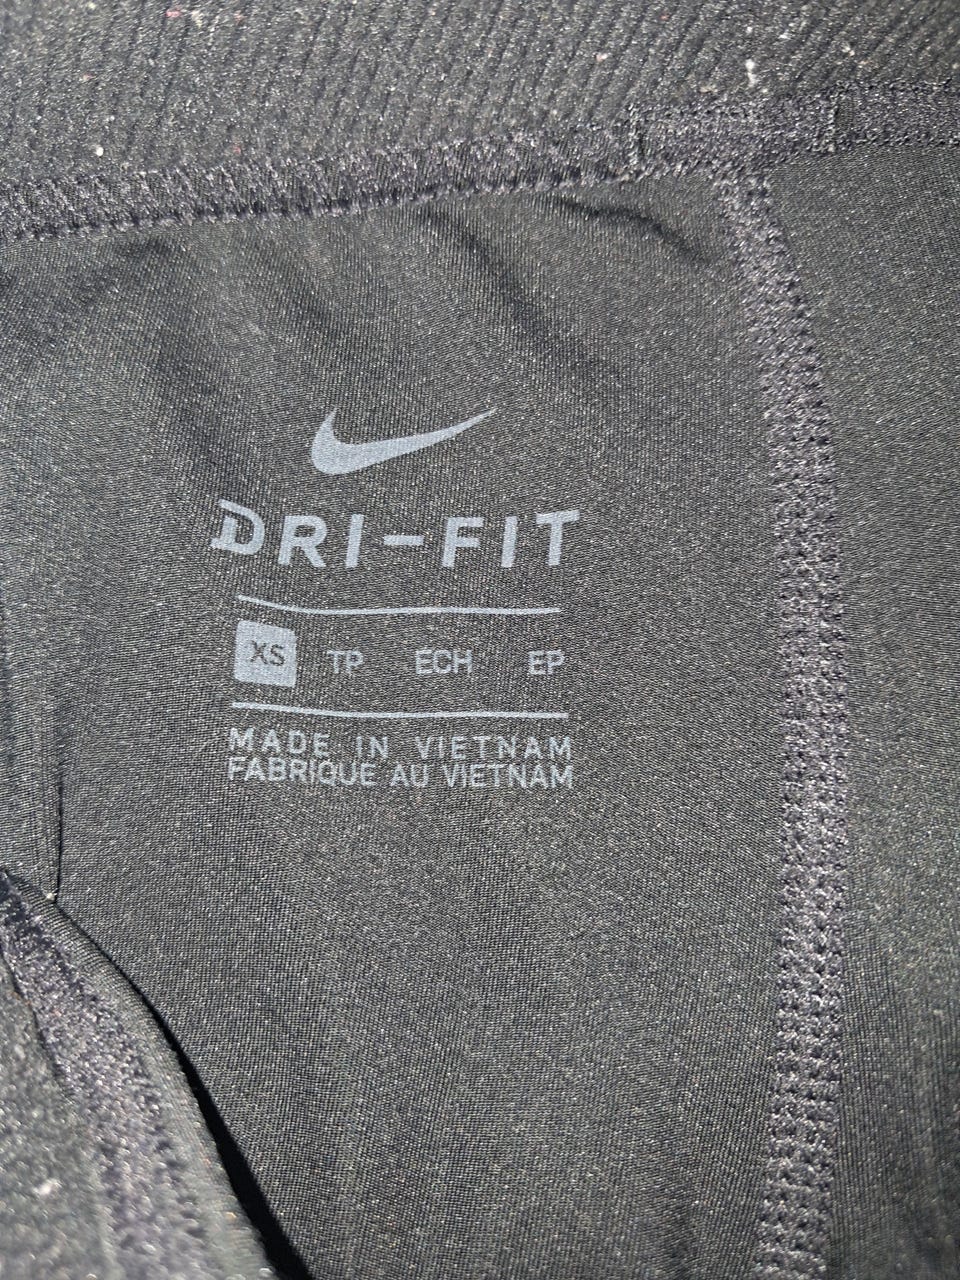 DRI-FIT
XS TP ECH EP
MADE IN VIETNAM
FABRIQUE AU VIETNAM